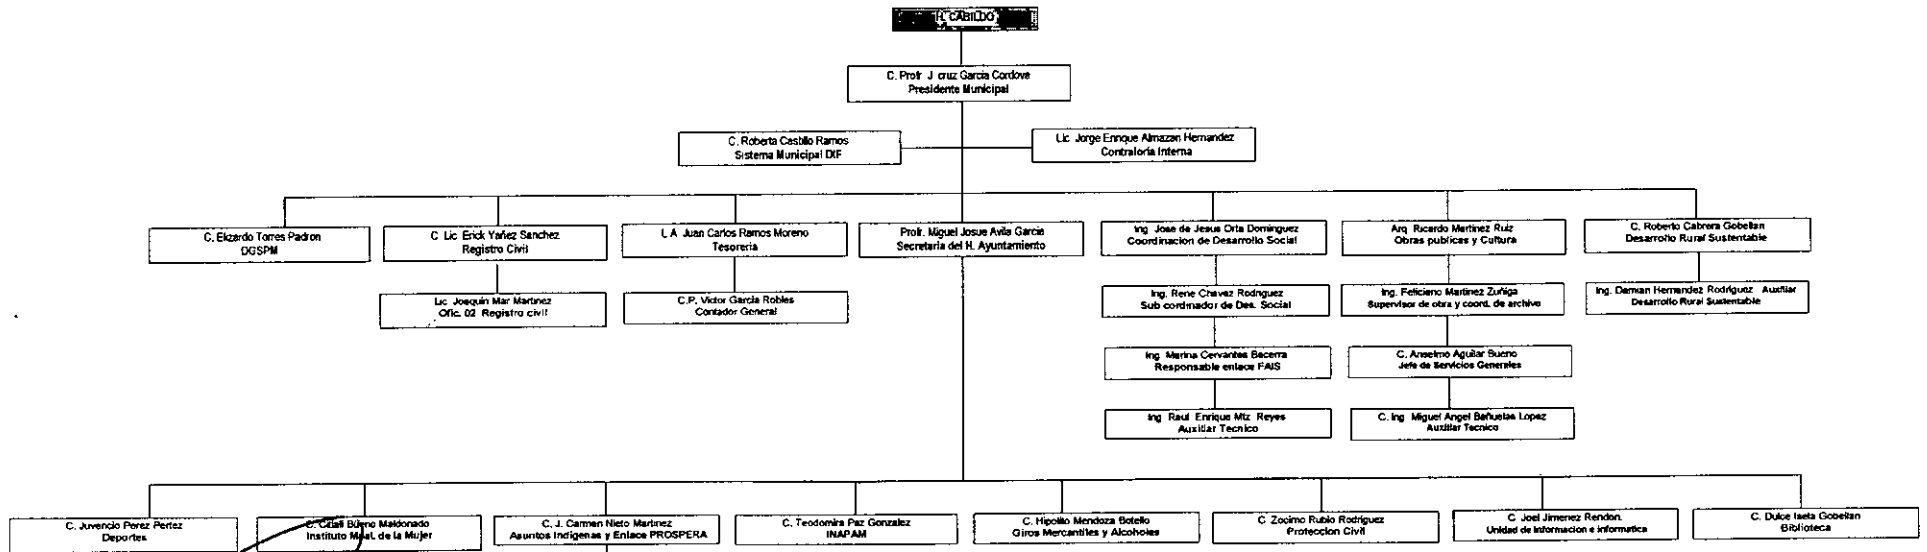 H. CABILDO
C. Profr. J. cruz Garcia Cordova
Presidente Municipal
C. Roberta Castillo Ramos
Sistema Municipal DIF
Lic. Jorge Enrique Almazan Hernandez
Contraloria Interna
C. Elizardo Torres Padron
DGSPM
C. Lic. Erick Yañez Sanchez
Registro Civil
L.A. Juan Carlos Ramos Moreno
Tesoreria
Profr. Miguel Josue Avila Garcia
Secretaria del H. Ayuntamiento
Ing. Jose de Jesus Orta Dominguez
Coordinacion de Desarrollo Social
Arq. Ricardo Martinez Ruiz
Obras publicas y Cultura
C. Roberto Cabrera Gobellan
Desarrollo Rural Sustentable
Lic. Joaquin Mar Martinez
Ofic. 02 Registro civil
C.P. Victor Garcia Robles
Contador General
Ing. Rene Chavez Rodriguez
Sub cordinador de Des. Social
Ing. Feliciano Martinez Zuñiga
Supervisor de obra y coord. de archivo
Ing. Damian Hernandez Rodriguez Auxiliar
Desarrollo Rural Sustentable
Ing. Marina Cervantes Becerra
Responsable enlace FAIS
C. Anselmo Aguilar Bueno
Jefe de Servicios Generales
Ing. Raul Enrique Mtz. Reyes
Auxiliar Tecnico
C. Ing. Miguel Angel Bañuelas Lopez
Auxiliar Tecnico
C. Juvencio Perez Pertez
Deportes
C. Citlali Bueno Maldonado
Instituto Mpal. de la Mujer
C. J. Carmen Nieto Martinez
Asuntos Indigenas y Enlace PROSPERA
C. Teodomira Paz Gonzalez
INAPAM
C. Hipolito Mendoza Botello
Giros Mercantiles y Alcoholes
C. Zocimo Rubio Rodriguez
Proteccion Civil
C. Joel Jimenez Rendon.
Unidad de Informacion e informatica
C. Dulce Isela Gobellan
Biblioteca